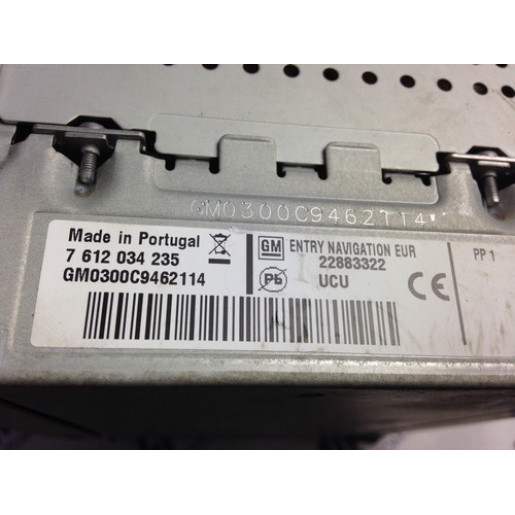 GM0300C9462114
Made in Portugal
7 612 034 235
GM0300C9462114
GM
ENTRY NAVIGATION EUR
22883322
Pb
UCU
CE
PP 1